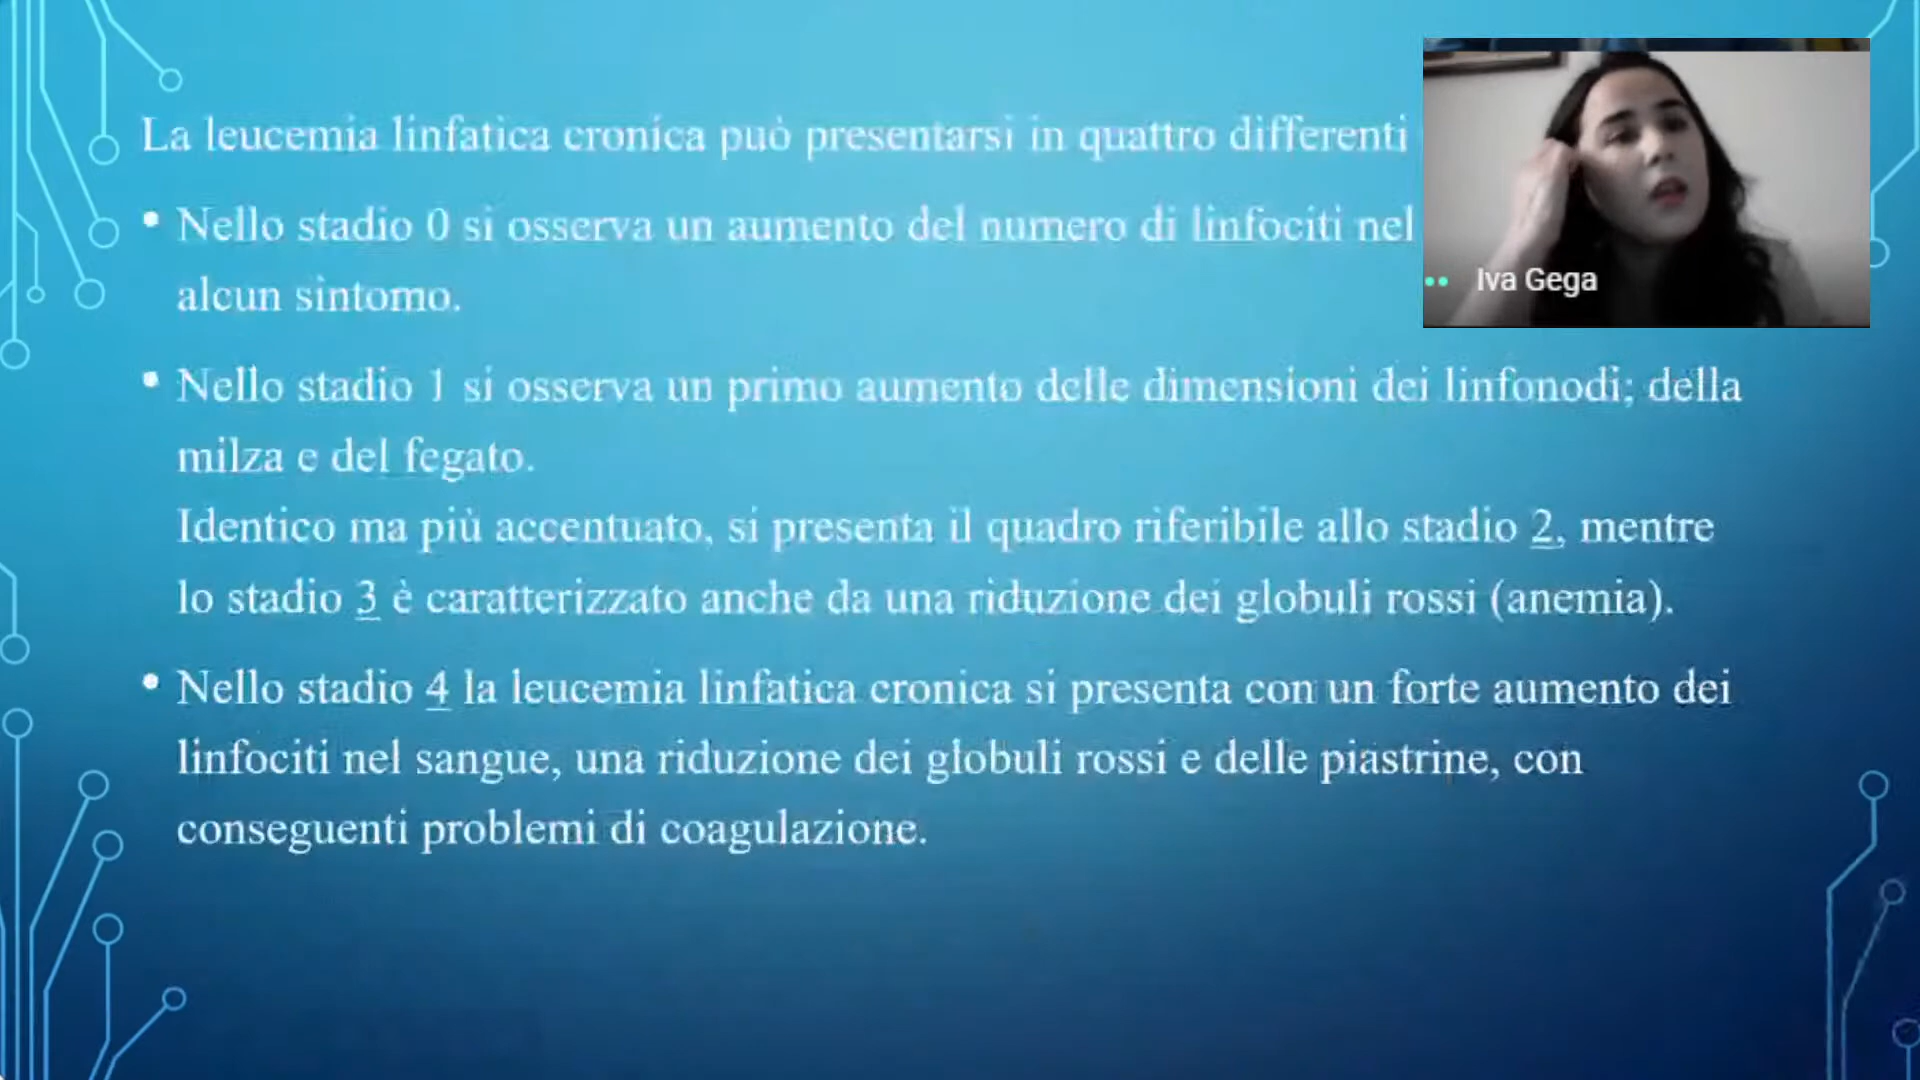 La leucemia linfatica cronica può presentarsi in quattro differenti
• Nello stadio 0 si osserva un aumento del numero di linfociti nel
alcun sintomo.
• Nello stadio 1 si osserva un primo aumento delle dimensioni dei linfonodi; della
milza e del fegato.
Identico ma più accentuato, si presenta il quadro riferibile allo stadio 2, mentre
lo stadio 3 è caratterizzato anche da una riduzione dei globuli rossi (anemia).
• Nello stadio 4 la leucemia linfatica cronica si presenta con un forte aumento dei
linfociti nel sangue, una riduzione dei globuli rossi e delle piastrine, con
conseguenti problemi di coagulazione.
Iva Gega